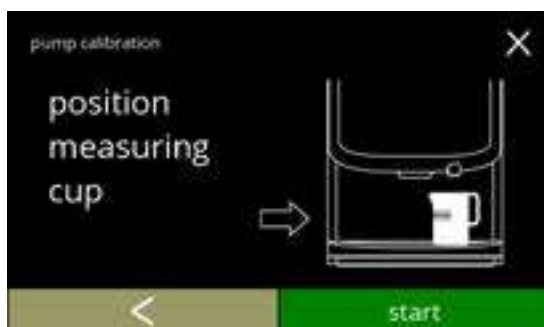 pump calibration
position
measuring
cup
start